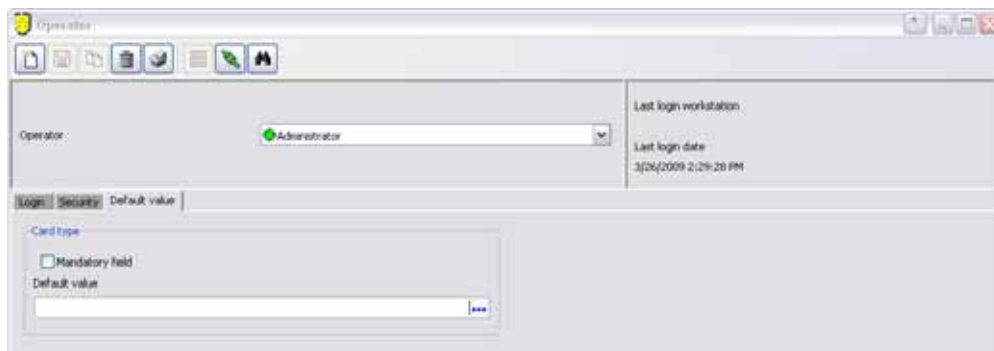 Operator
Last login workstation
Operator
Administrator
Last login date
3/26/2009 2:29:28 PM
Login Security Default value
Card type
Mandatory field
Default value